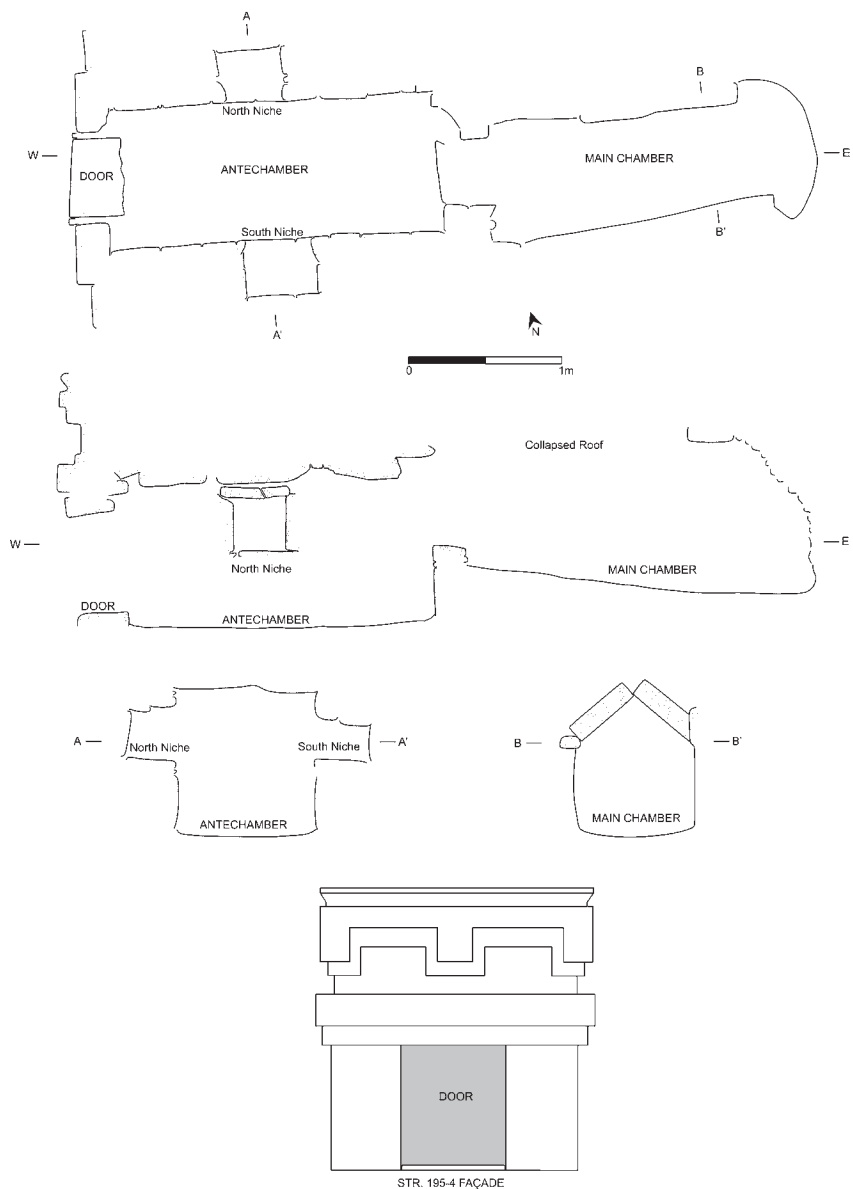 A
B
North Niche
W
E
DOOR
ANTECHAMBER
MAIN CHAMBER
South Niche
B'
A'
N
0
1m
Collapsed Roof
W
E
North Niche
MAIN CHAMBER
DOOR
ANTECHAMBER
A
North Niche
South Niche
A'
B
B'
ANTECHAMBER
MAIN CHAMBER
DOOR
STR. 195-4 FAÇADE